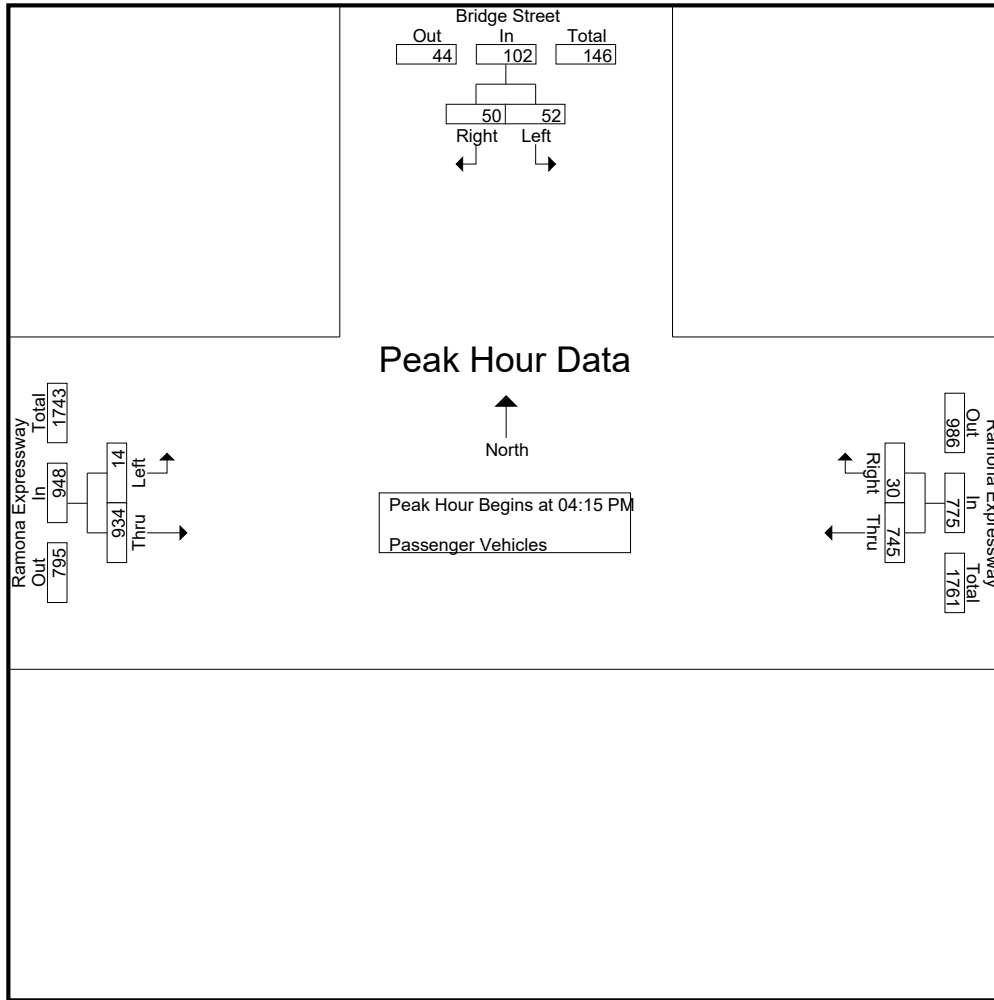 Bridge Street
Out In Total
44 102 146
50 52
Right Left
Peak Hour Data
North
Peak Hour Begins at 04:15 PM
Passenger Vehicles
Ramona Expressway
Out In Total
795 948 1743
14 934
Left Thru
Ramona Expressway
Out In Total
986 775 1761
30 745
Right Thru